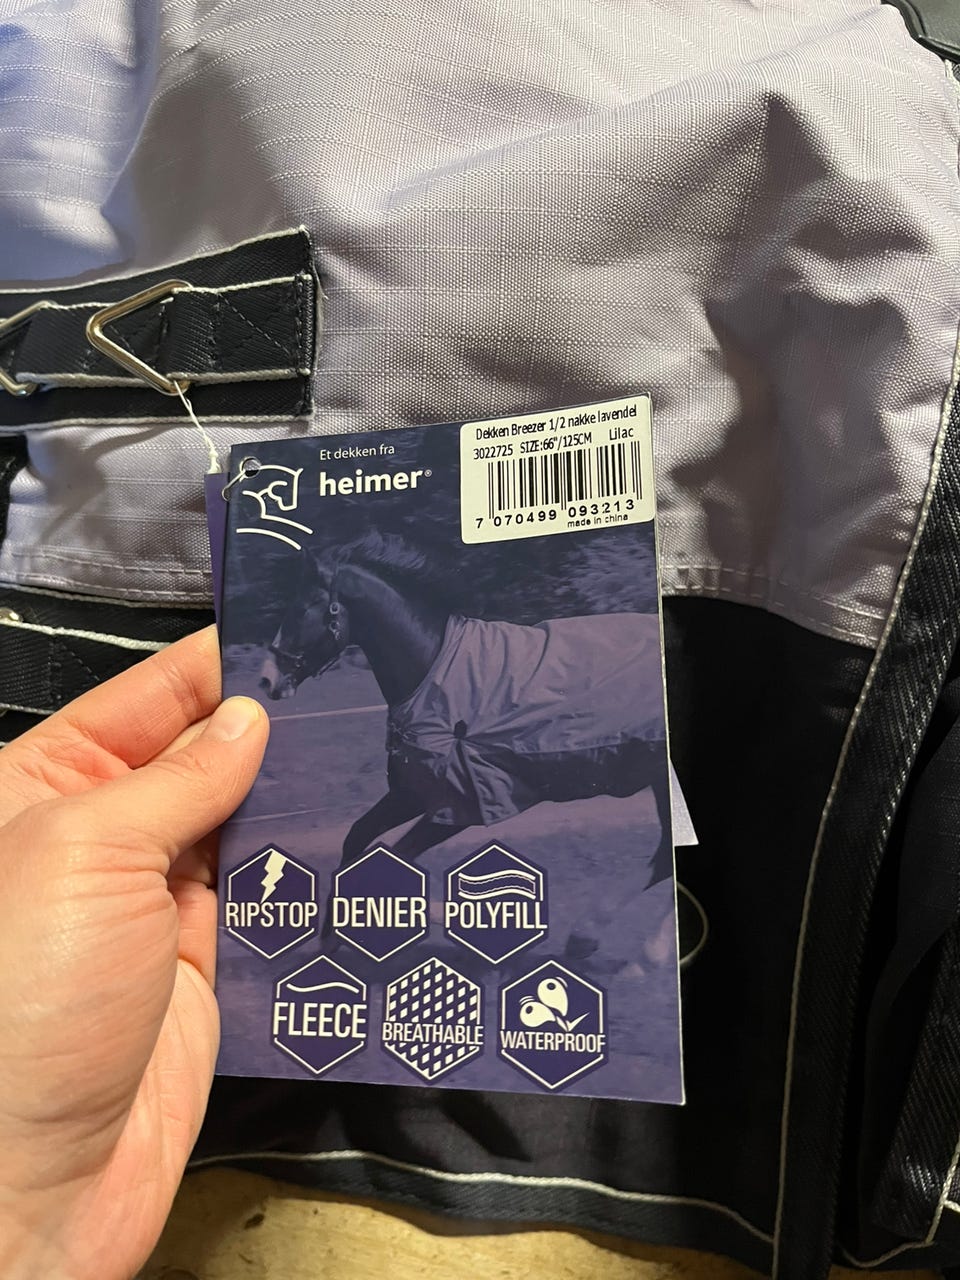 Et dekken fra
heimer®
Dekken Breezer 1/2 nakke lavendel
3022725 SIZE:66"/125CM Lilac
7 070499 093213
made in china
RIPSTOP
DENIER
POLYFILL
FLEECE
BREATHABLE
WATERPROOF